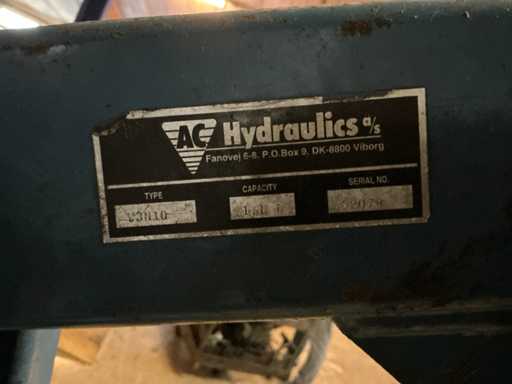 AC Hydraulics a/s
Fanovej 6-8. P.O.Box 9. DK-8800 Viborg
TYPE CAPACITY SERIAL NO.